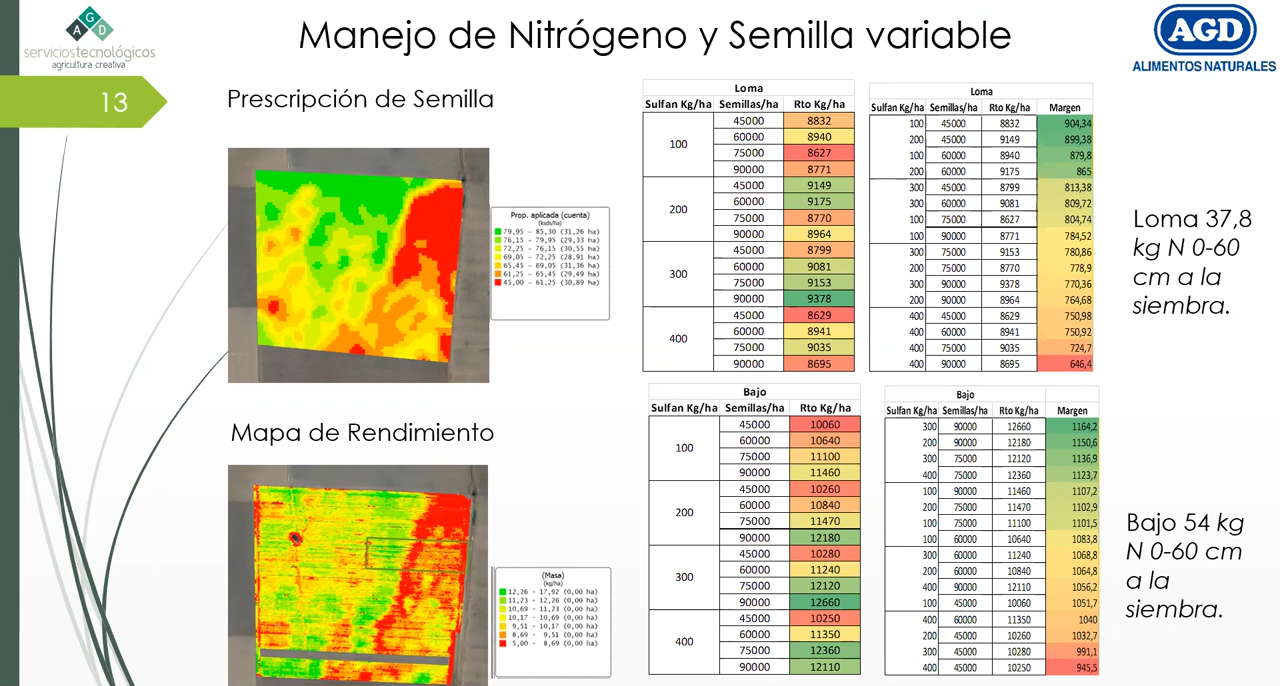 AGD
serviciostecnológicos
agricultura creativa
Manejo de Nitrógeno y Semilla variable
AGD
ALIMENTOS NATURALES
13
Prescripción de Semilla
Prop. aplicada (cuenta)
(ksds/ha)
79,95 - 85,30 (31,26 ha)
76,15 - 79,95 (29,33 ha)
72,25 - 76,15 (30,55 ha)
69,05 - 72,25 (28,91 ha)
65,45 - 69,05 (31,36 ha)
61,25 - 65,45 (29,49 ha)
45,00 - 61,25 (30,89 ha)
Mapa de Rendimiento
(Masa)
(kg/ha)
12,26 - 17,92 (0,00 ha)
11,23 - 12,26 (0,00 ha)
10,69 - 11,23 (0,00 ha)
10,17 - 10,69 (0,00 ha)
9,51 - 10,17 (0,00 ha)
8,69 - 9,51 (0,00 ha)
5,00 - 8,69 (0,00 ha)
Loma
Sulfan Kg/ha Semillas/ha Rto Kg/ha
100 45000 8832
60000 8940
75000 8627
90000 8771
200 45000 9149
60000 9175
75000 8770
90000 8964
300 45000 8799
60000 9081
75000 9153
90000 9378
400 45000 8629
60000 8941
75000 9035
90000 8695
Loma
Sulfan Kg/ha Semillas/ha Rto Kg/ha Margen
100 45000 8832 904,34
200 45000 9149 899,38
100 60000 8940 879,8
200 60000 9175 865
300 45000 8799 813,38
300 60000 9081 809,72
100 75000 8627 804,74
100 90000 8771 784,52
300 75000 9153 780,86
200 75000 8770 778,9
300 90000 9378 770,36
200 90000 8964 764,68
400 45000 8629 750,98
400 60000 8941 750,92
400 75000 9035 724,7
400 90000 8695 646,4
Loma 37,8
kg N 0-60
cm a la
siembra.
Bajo
Sulfan Kg/ha Semillas/ha Rto Kg/ha
100 45000 10060
60000 10640
75000 11100
90000 11460
200 45000 10260
60000 10840
75000 11470
90000 12180
300 45000 10280
60000 11240
75000 12120
90000 12660
400 45000 10250
60000 11350
75000 12360
90000 12110
Bajo
Sulfan Kg/ha Semillas/ha Rto Kg/ha Margen
300 90000 12660 1164,2
200 90000 12180 1150,6
300 75000 12120 1136,9
400 75000 12360 1123,7
100 90000 11460 1107,2
200 75000 11470 1102,9
100 75000 11100 1101,5
100 60000 10640 1083,8
300 60000 11240 1068,8
200 60000 10840 1064,8
400 90000 12110 1056,2
100 45000 10060 1051,7
400 60000 11350 1040
200 45000 10260 1032,7
300 45000 10280 991,1
400 45000 10250 945,5
Bajo 54 kg
N 0-60 cm
a la
siembra.